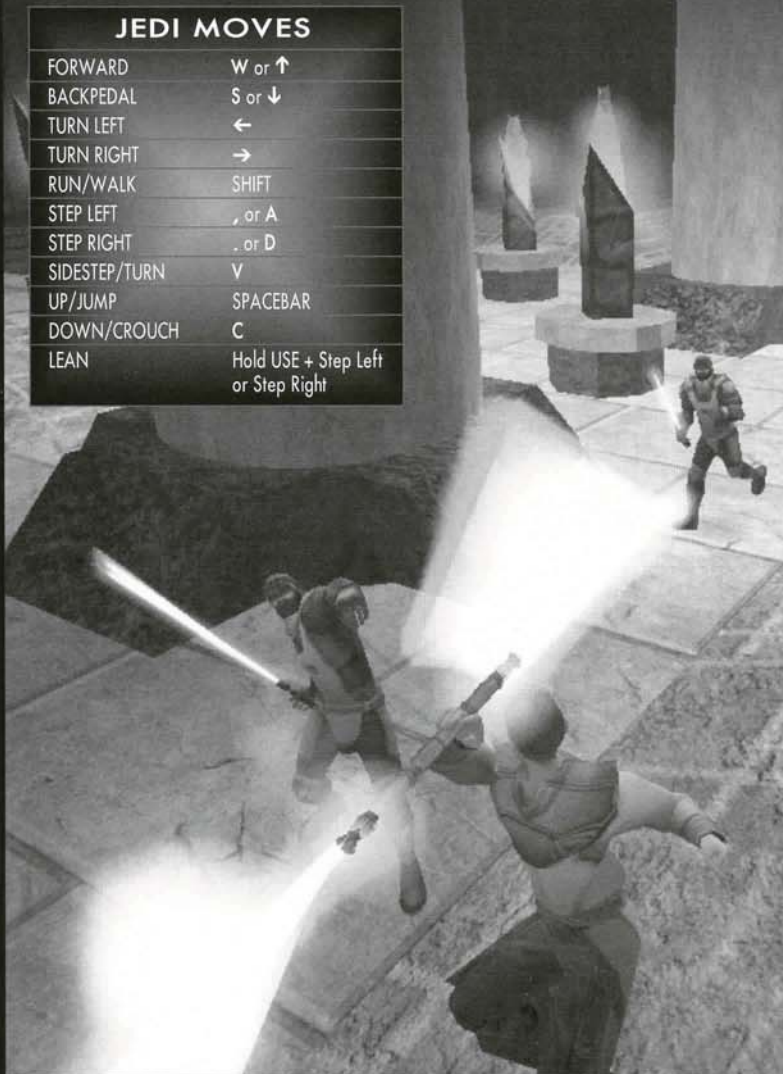 JEDI MOVES
FORWARD W or ↑
BACKPEDAL S or ↓
TURN LEFT ←
TURN RIGHT →
RUN/WALK SHIFT
STEP LEFT , or A
STEP RIGHT . or D
SIDESTEP/TURN V
UP/JUMP SPACEBAR
DOWN/CROUCH C
LEAN Hold USE + Step Left
or Step Right